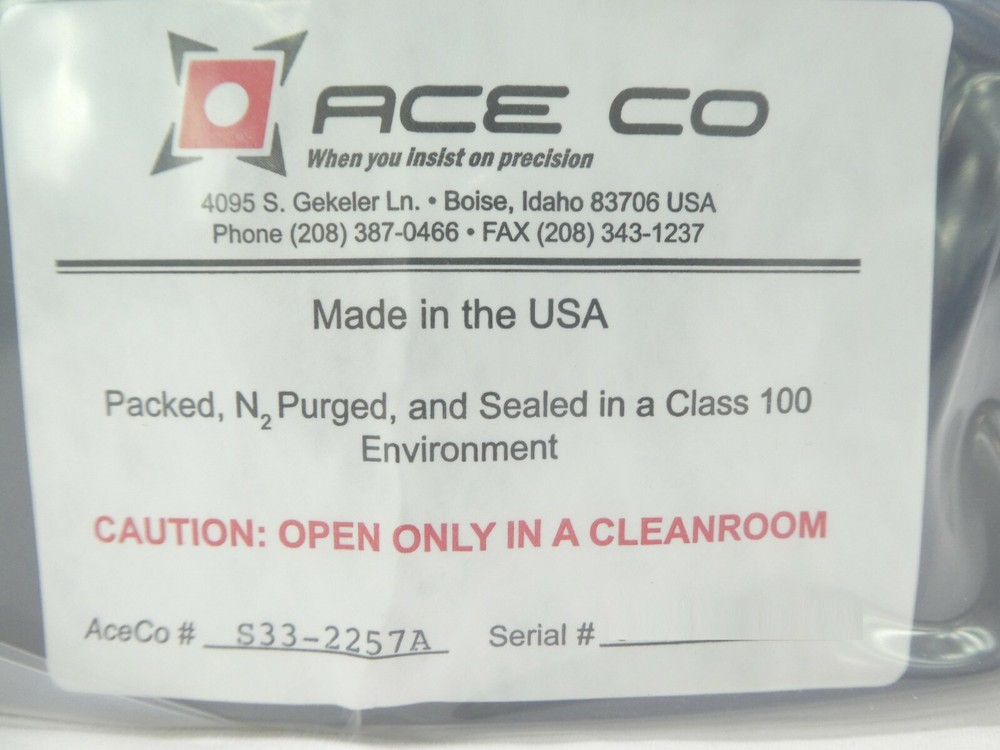 ACE CO
When you insist on precision
4095 S. Gekeler Ln. • Boise, Idaho 83706 USA
Phone (208) 387-0466 • FAX (208) 343-1237
Made in the USA
Packed, N₂ Purged, and Sealed in a Class 100
Environment
CAUTION: OPEN ONLY IN A CLEANROOM
AceCo # S33-2257A Serial #